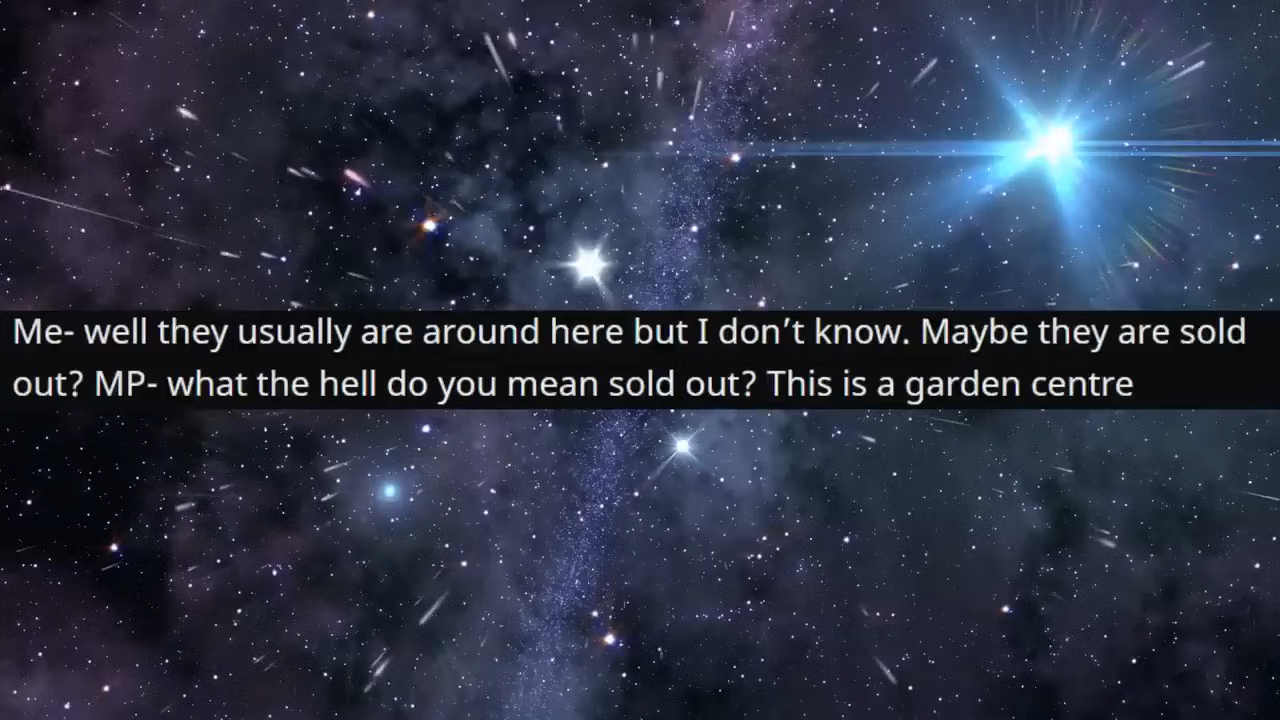 Me- well they usually are around here but I don’t know. Maybe they are sold
out? MP- what the hell do you mean sold out? This is a garden centre